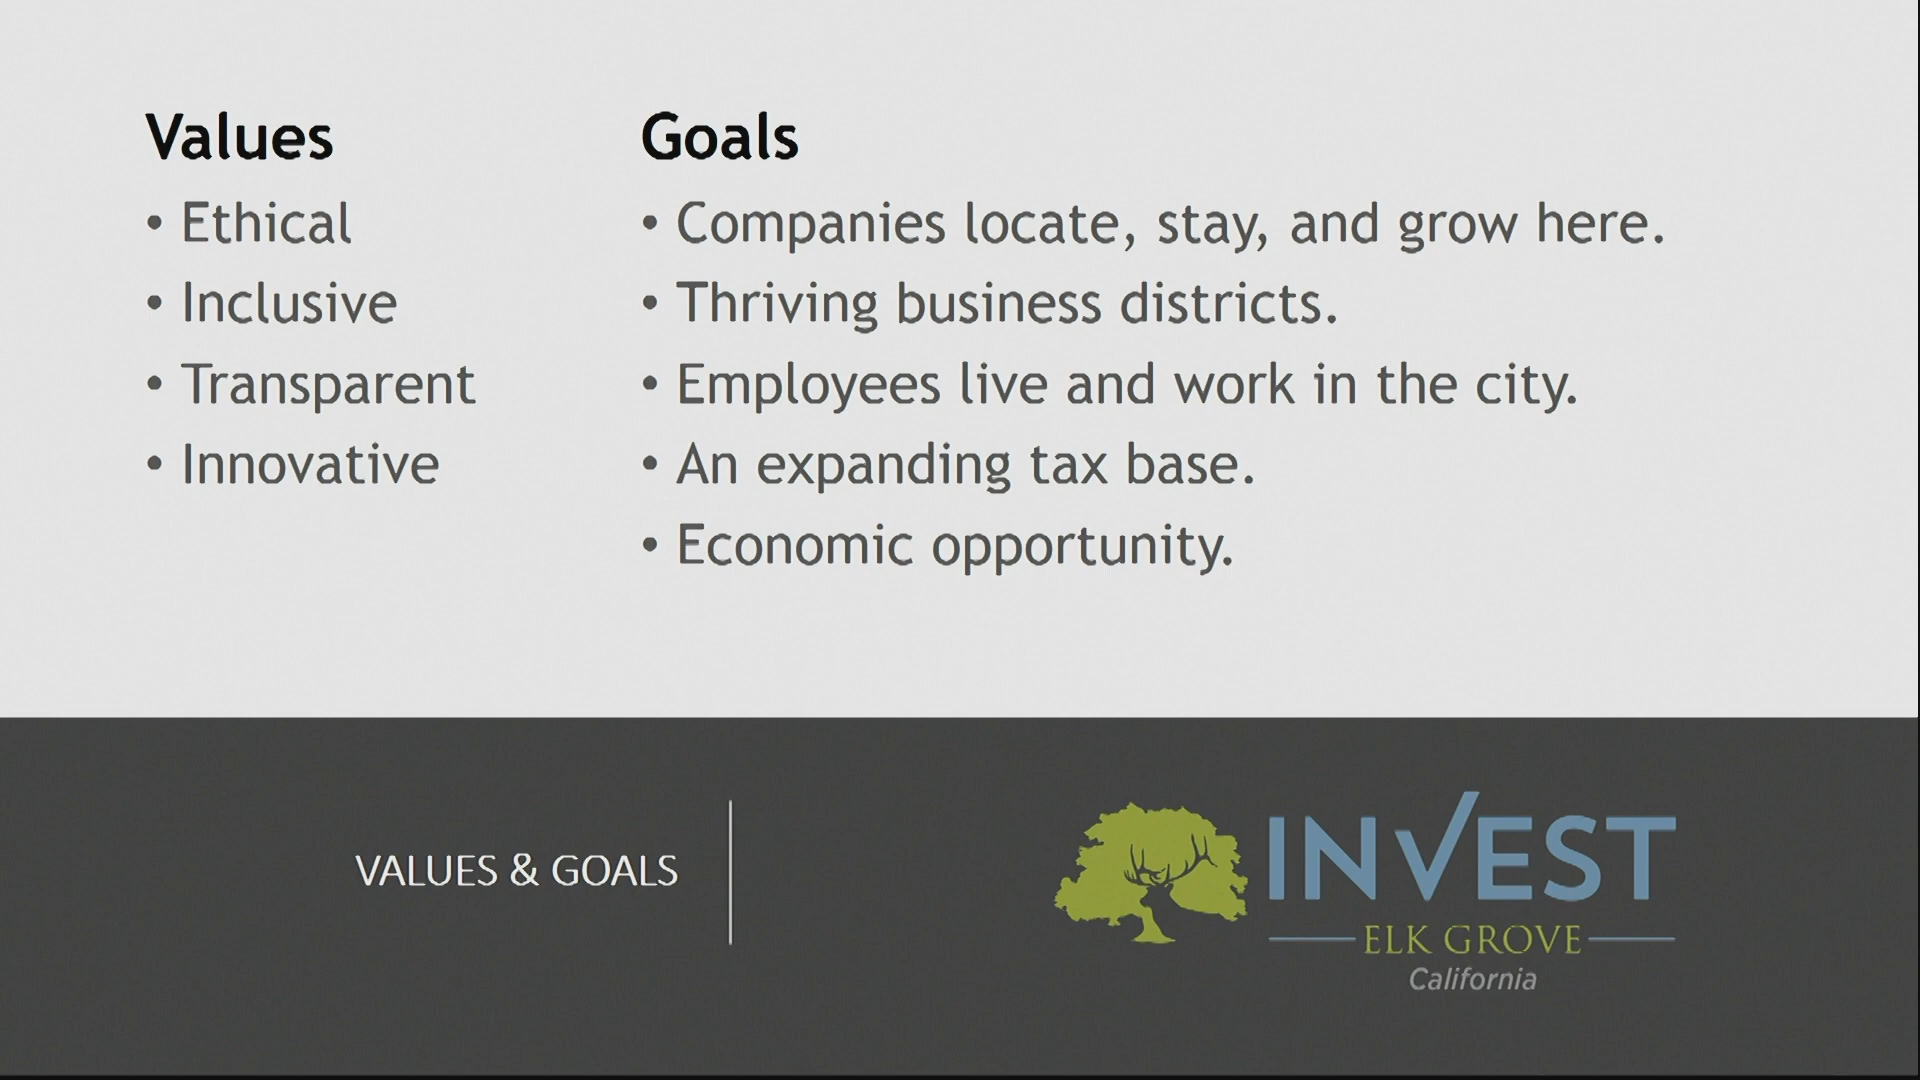 Values
• Ethical
• Inclusive
• Transparent
• Innovative
Goals
• Companies locate, stay, and grow here.
• Thriving business districts.
• Employees live and work in the city.
• An expanding tax base.
• Economic opportunity.
VALUES & GOALS
INVEST
ELK GROVE
California